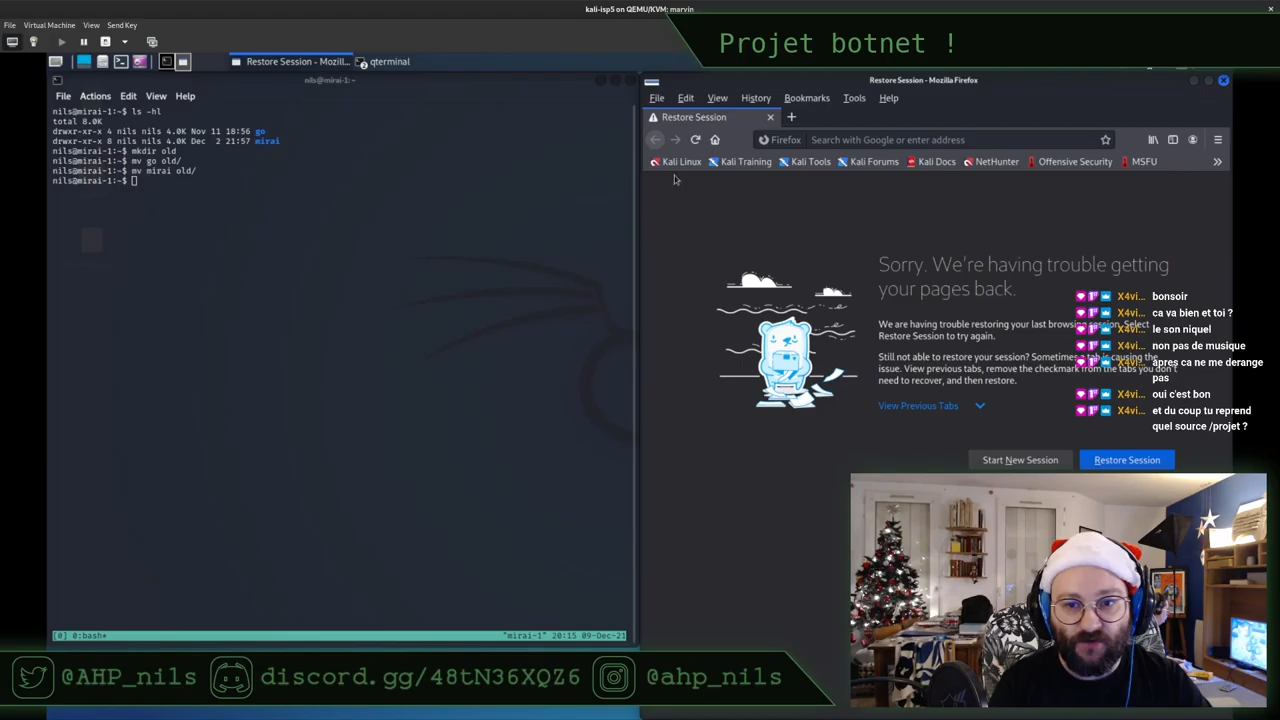 kali-isp5 on QEMU/KVM: marvin
File Virtual Machine View Send Key
Projet botnet !
Restore Session - Mozill... qterminal
nils@mirai-1: ~
File Actions Edit View Help
nils@mirai-1:~$ ls -hl
total 8.0K
drwxr-xr-x 4 nils nils 4.0K Nov 11 18:56 go
drwxr-xr-x 8 nils nils 4.0K Dec  2 21:57 mirai
nils@mirai-1:~$ mkdir old
nils@mirai-1:~$ mv go old/
nils@mirai-1:~$ mv mirai old/
nils@mirai-1:~$
[0] 0:bash* "mirai-1" 20:15 09-Dec-21
Restore Session - Mozilla Firefox
File Edit View History Bookmarks Tools Help
Restore Session
Firefox Search with Google or enter address
Kali Linux Kali Training Kali Tools Kali Forums Kali Docs NetHunter Offensive Security MSFU
Sorry. We're having trouble getting
your pages back.
We are having trouble restoring your last browsing session. Select
Restore Session to try again.
Still not able to restore your session? Sometimes a tab is causing the
issue. View previous tabs, remove the checkmark from the tabs you don't
need to recover, and then restore.
View Previous Tabs
Start New Session Restore Session
X4vi... bonsoir
X4vi... ca va bien et toi ?
X4vi... le son niquel
X4vi... non pas de musique
X4vi... apres ca ne me derange
pas
X4vi... oui c'est bon
X4vi... et du coup tu reprend
quel source /projet ?
@AHP_nils discord.gg/48tN36XQZ6 @ahp_nils